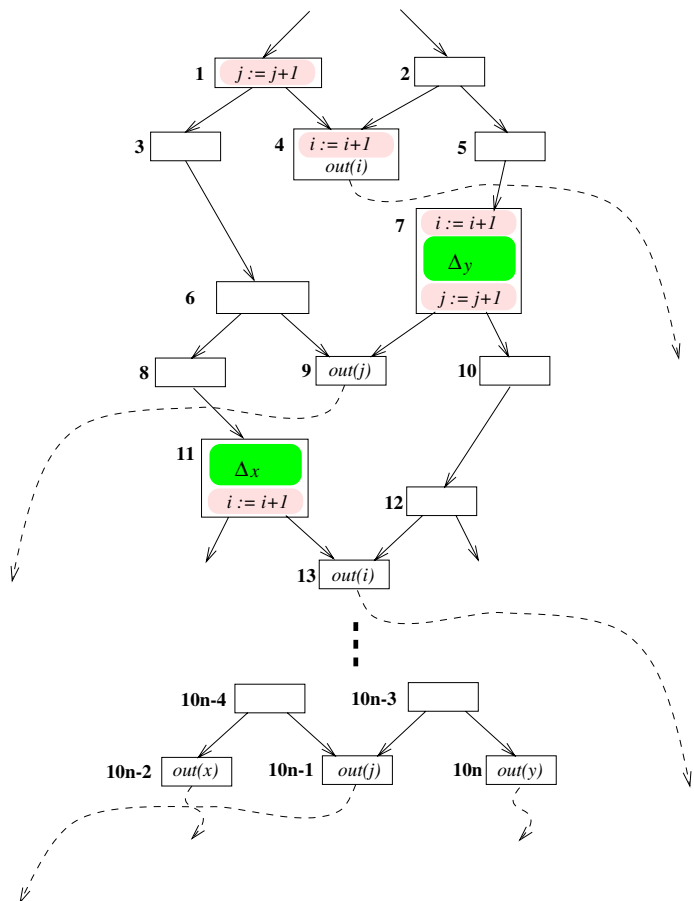 1
j := j+1
2
3
4
i := i+1
out(i)
5
7
i := i+1
Δy
j := j+1
6
8
9
out(j)
10
11
Δx
i := i+1
12
13
out(i)
10n-4
10n-3
10n-2
out(x)
10n-1
out(j)
10n
out(y)